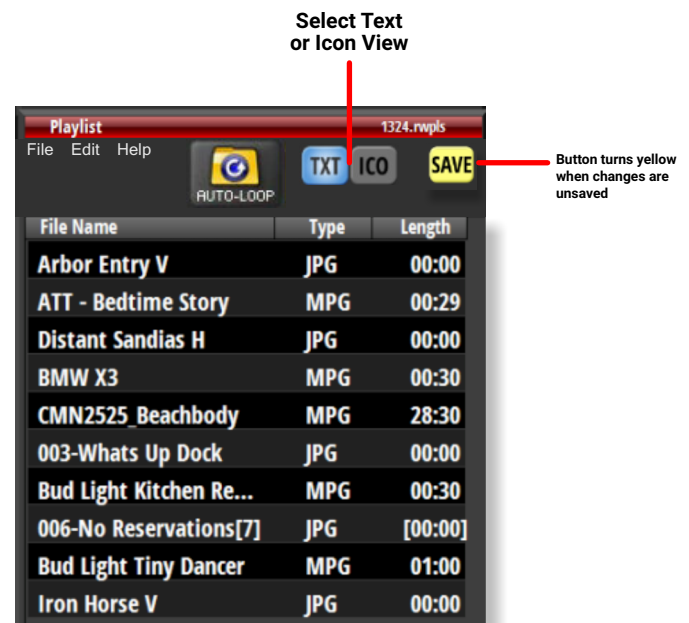 Select Text
or Icon View
Playlist 1324.rwpls
File Edit Help
TXT ICO SAVE
AUTO-LOOP
Button turns yellow
when changes are
unsaved
File Name Type Length
Arbor Entry V JPG 00:00
ATT - Bedtime Story MPG 00:29
Distant Sandias H JPG 00:00
BMW X3 MPG 00:30
CMN2525_Beachbody MPG 28:30
003-Whats Up Dock JPG 00:00
Bud Light Kitchen Re... MPG 00:30
006-No Reservations[7] JPG [00:00]
Bud Light Tiny Dancer MPG 01:00
Iron Horse V JPG 00:00